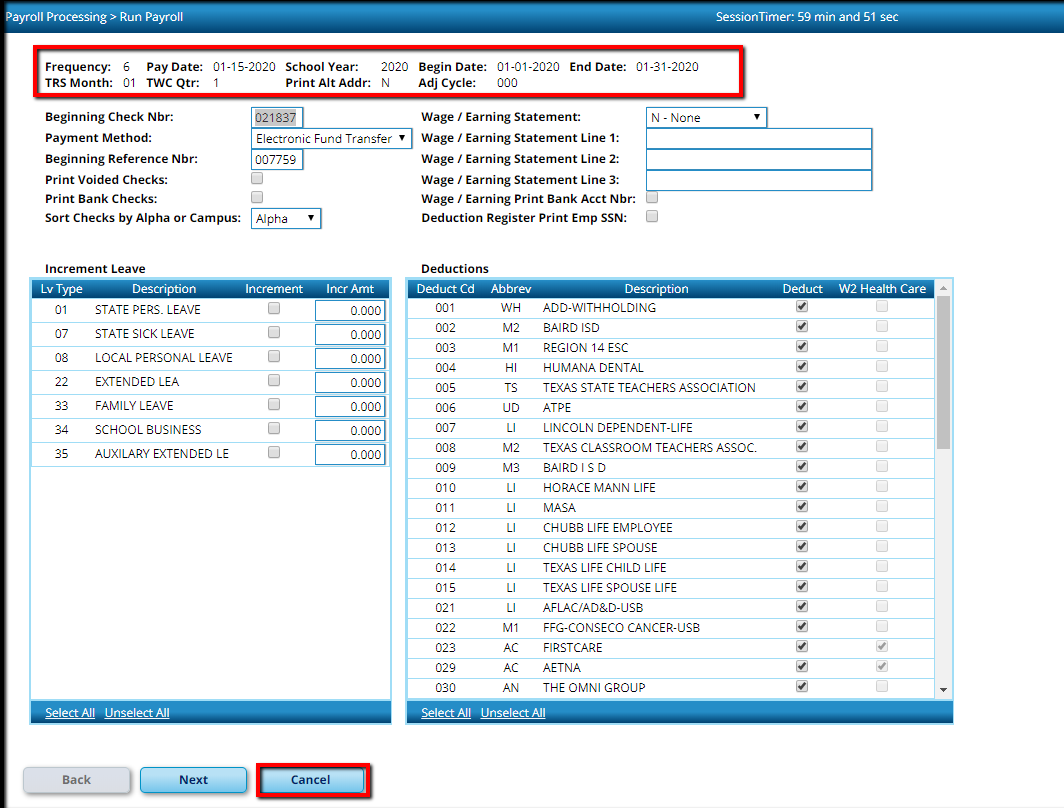 Payroll Processing > Run Payroll SessionTimer: 59 min and 51 sec
Frequency: 6 Pay Date: 01-15-2020 School Year: 2020 Begin Date: 01-01-2020 End Date: 01-31-2020
TRS Month: 01 TWC Qtr: 1 Print Alt Addr: N Adj Cycle: 000
Beginning Check Nbr: 021837 Wage / Earning Statement: N - None
Payment Method: Electronic Fund Transfer Wage / Earning Statement Line 1:
Beginning Reference Nbr: 007759 Wage / Earning Statement Line 2:
Print Voided Checks: Wage / Earning Statement Line 3:
Print Bank Checks: Wage / Earning Print Bank Acct Nbr:
Sort Checks by Alpha or Campus: Alpha Deduction Register Print Emp SSN:
Increment Leave
Lv Type Description Increment Incr Amt
01 STATE PERS. LEAVE 0.000
07 STATE SICK LEAVE 0.000
08 LOCAL PERSONAL LEAVE 0.000
22 EXTENDED LEA 0.000
33 FAMILY LEAVE 0.000
34 SCHOOL BUSINESS 0.000
35 AUXILARY EXTENDED LE 0.000
Select All Unselect All
Deductions
Deduct Cd Abbrev Description Deduct W2 Health Care
001 WH ADD-WITHHOLDING
002 M2 BAIRD ISD
003 M1 REGION 14 ESC
004 HI HUMANA DENTAL
005 TS TEXAS STATE TEACHERS ASSOCIATION
006 UD ATPE
007 LI LINCOLN DEPENDENT-LIFE
008 M2 TEXAS CLASSROOM TEACHERS ASSOC.
009 M3 BAIRD I S D
010 LI HORACE MANN LIFE
011 LI MASA
012 LI CHUBB LIFE EMPLOYEE
013 LI CHUBB LIFE SPOUSE
014 LI TEXAS LIFE CHILD LIFE
015 LI TEXAS LIFE SPOUSE LIFE
021 LI AFLAC/AD&D-USB
022 M1 FFG-CONSECO CANCER-USB
023 AC FIRSTCARE
029 AC AETNA
030 AN THE OMNI GROUP
Select All Unselect All
Back Next Cancel